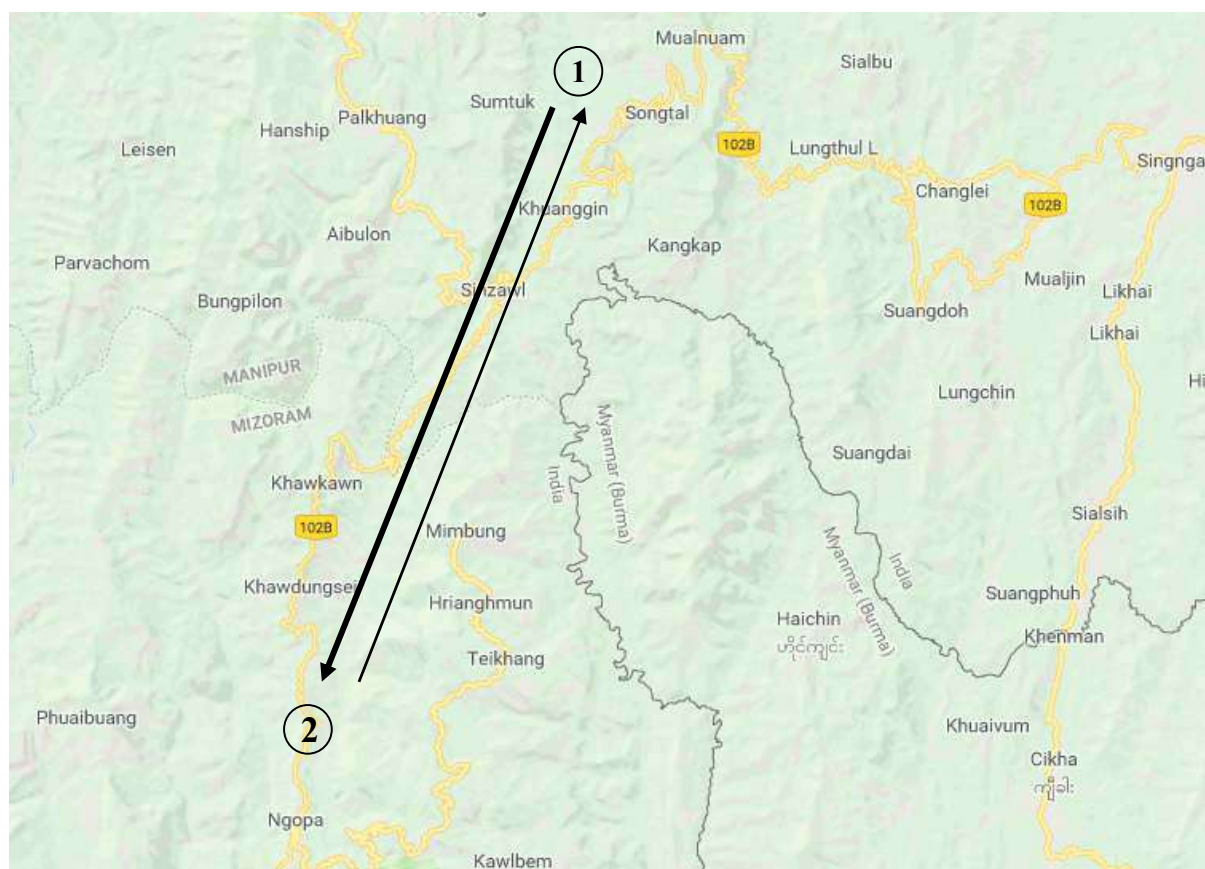 Mualnuam
1
Sialbu
Sumtuk
Songtal
Palkhuang
Hanship
Leisen
102B
Lungthul L
Singnga
Changlei
102B
Khuanggin
Aibulon
Kangkap
Parvachom
Mualjin
Sinzawl
Likhai
Bungpilon
Suangdoh
Likhai
MANIPUR
Hi
Lungchin
MIZORAM
Myanmar (Burma)
India
Suangdai
Khawkawn
102B
Mimbung
Sialsih
India
Myanmar (Burma)
Khawdungsei
Suangphuh
Hrianghmun
Haichin
ဟိုင်ကျင်း
Khenman
Teikhang
Phuaibuang
2
Khuaivum
Cikha
ကျီခါး
Ngopa
Kawlbem